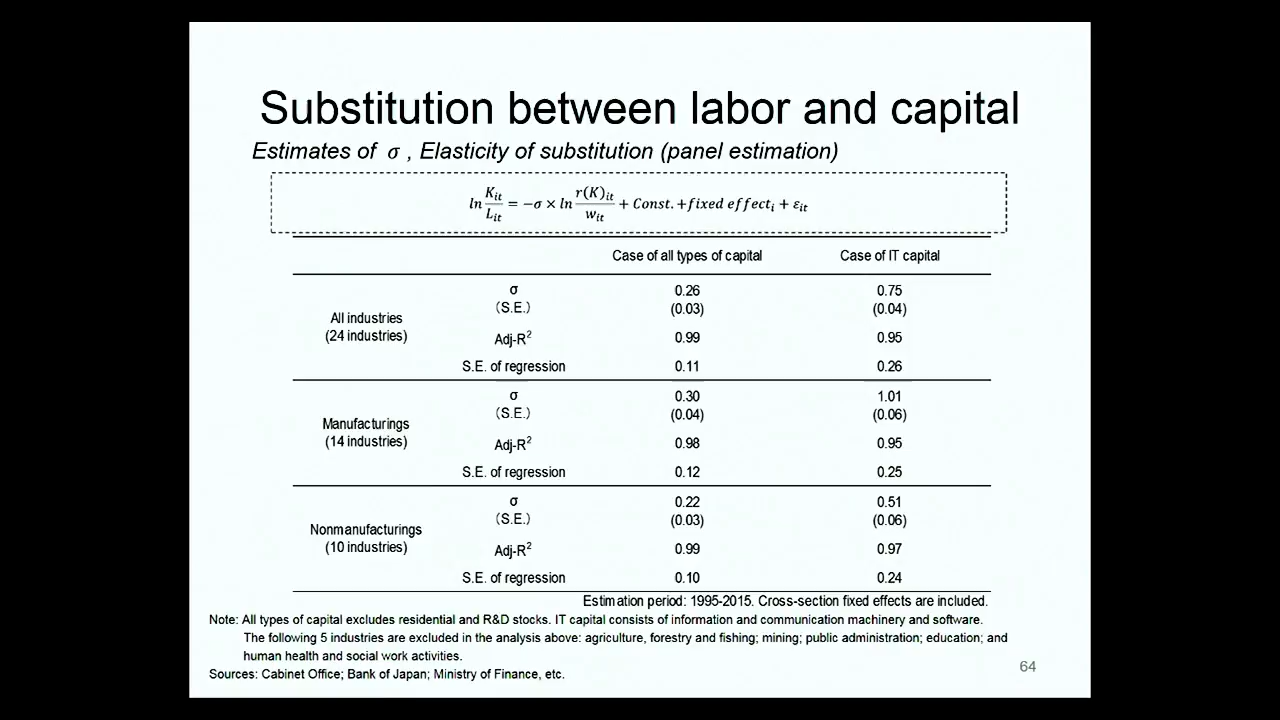 Substitution between labor and capital
Estimates of σ , Elasticity of substitution (panel estimation)
ln K_it/L_it = −σ × ln r(K)_it/w_it + Const. +fixed effect_i + ε_it
Case of all types of capital Case of IT capital
All industries
(24 industries)
σ 0.26 0.75
(S.E.) (0.03) (0.04)
Adj-R² 0.99 0.95
S.E. of regression 0.11 0.26
Manufacturings
(14 industries)
σ 0.30 1.01
(S.E.) (0.04) (0.06)
Adj-R² 0.98 0.95
S.E. of regression 0.12 0.25
Nonmanufacturings
(10 industries)
σ 0.22 0.51
(S.E.) (0.03) (0.06)
Adj-R² 0.99 0.97
S.E. of regression 0.10 0.24
Estimation period: 1995-2015. Cross-section fixed effects are included.
Note: All types of capital excludes residential and R&D stocks. IT capital consists of information and communication machinery and software.
The following 5 industries are excluded in the analysis above: agriculture, forestry and fishing; mining; public administration; education; and
human health and social work activities.
Sources: Cabinet Office; Bank of Japan; Ministry of Finance, etc.
64